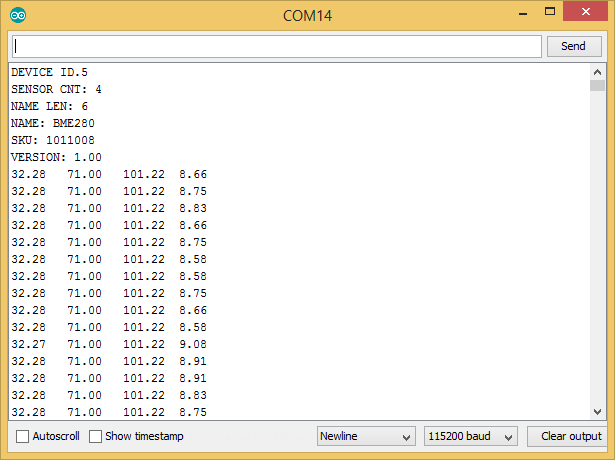 COM14
Send
DEVICE ID.5
SENSOR CNT: 4
NAME LEN: 6
NAME: BME280
SKU: 1011008
VERSION: 1.00
32.28 71.00 101.22 8.66
32.28 71.00 101.22 8.75
32.28 71.00 101.22 8.83
32.28 71.00 101.22 8.66
32.28 71.00 101.22 8.75
32.28 71.00 101.22 8.58
32.28 71.00 101.22 8.58
32.28 71.00 101.22 8.75
32.28 71.00 101.22 8.66
32.28 71.00 101.22 8.58
32.27 71.00 101.22 9.08
32.28 71.00 101.22 8.91
32.28 71.00 101.22 8.91
32.28 71.00 101.22 8.83
32.28 71.00 101.22 8.75
Autoscroll Show timestamp Newline 115200 baud Clear output